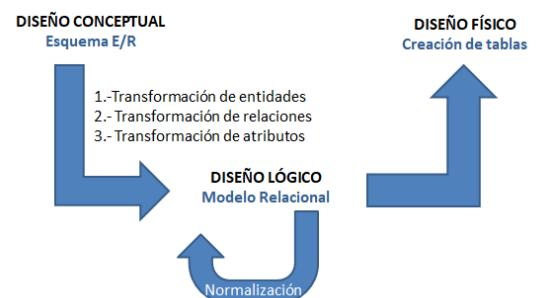 DISEÑO CONCEPTUAL
Esquema E/R
DISEÑO FÍSICO
Creación de tablas
1.-Transformación de entidades
2.- Transformación de relaciones
3.- Transformación de atributos
DISEÑO LÓGICO
Modelo Relacional
Normalización